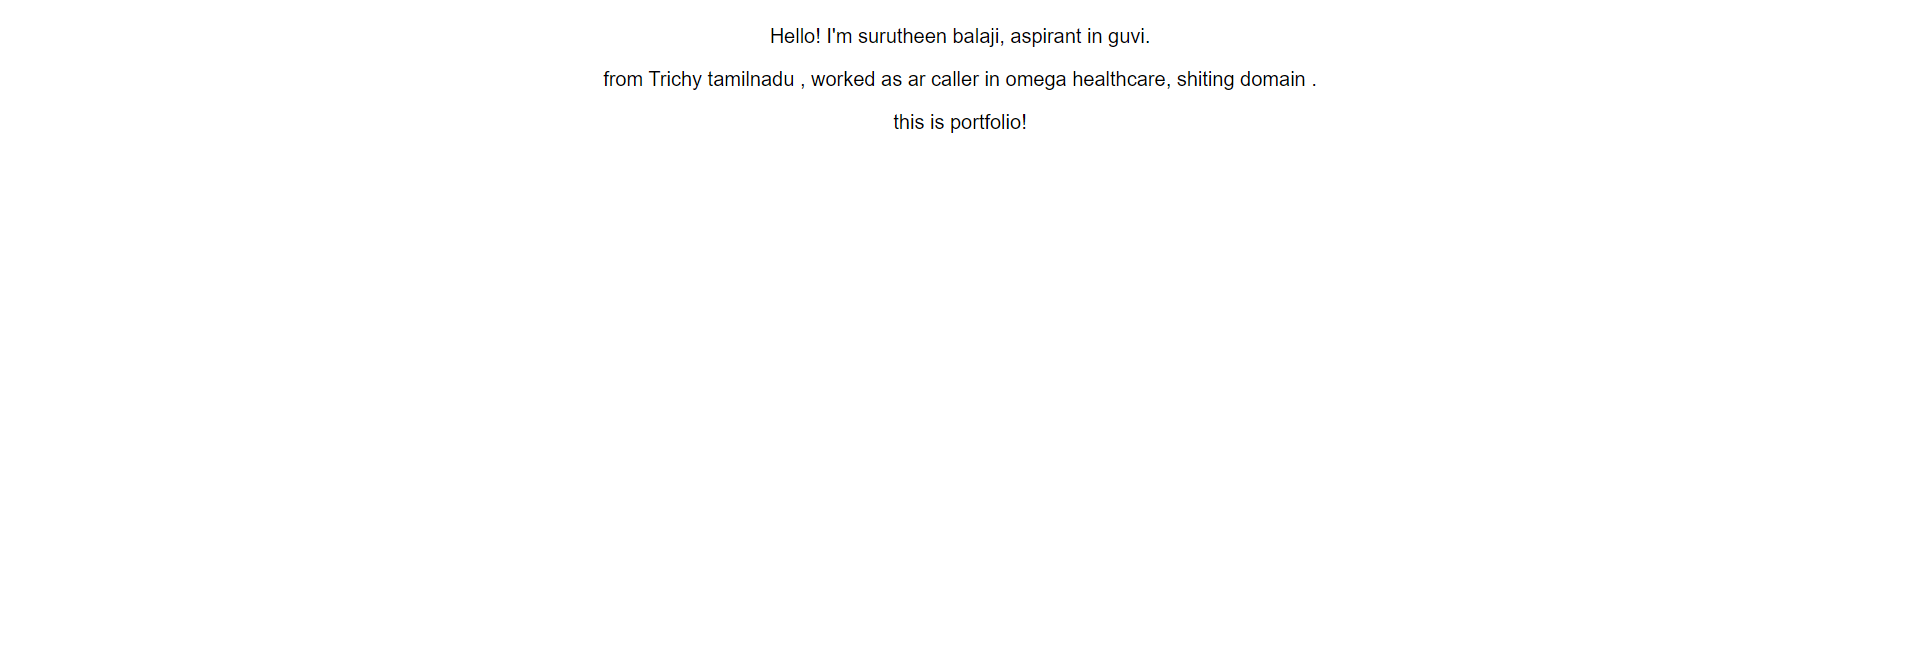 Hello! I'm surutheen balaji, aspirant in guvi.
from Trichy tamilnadu , worked as ar caller in omega healthcare, shiting domain .
this is portfolio!